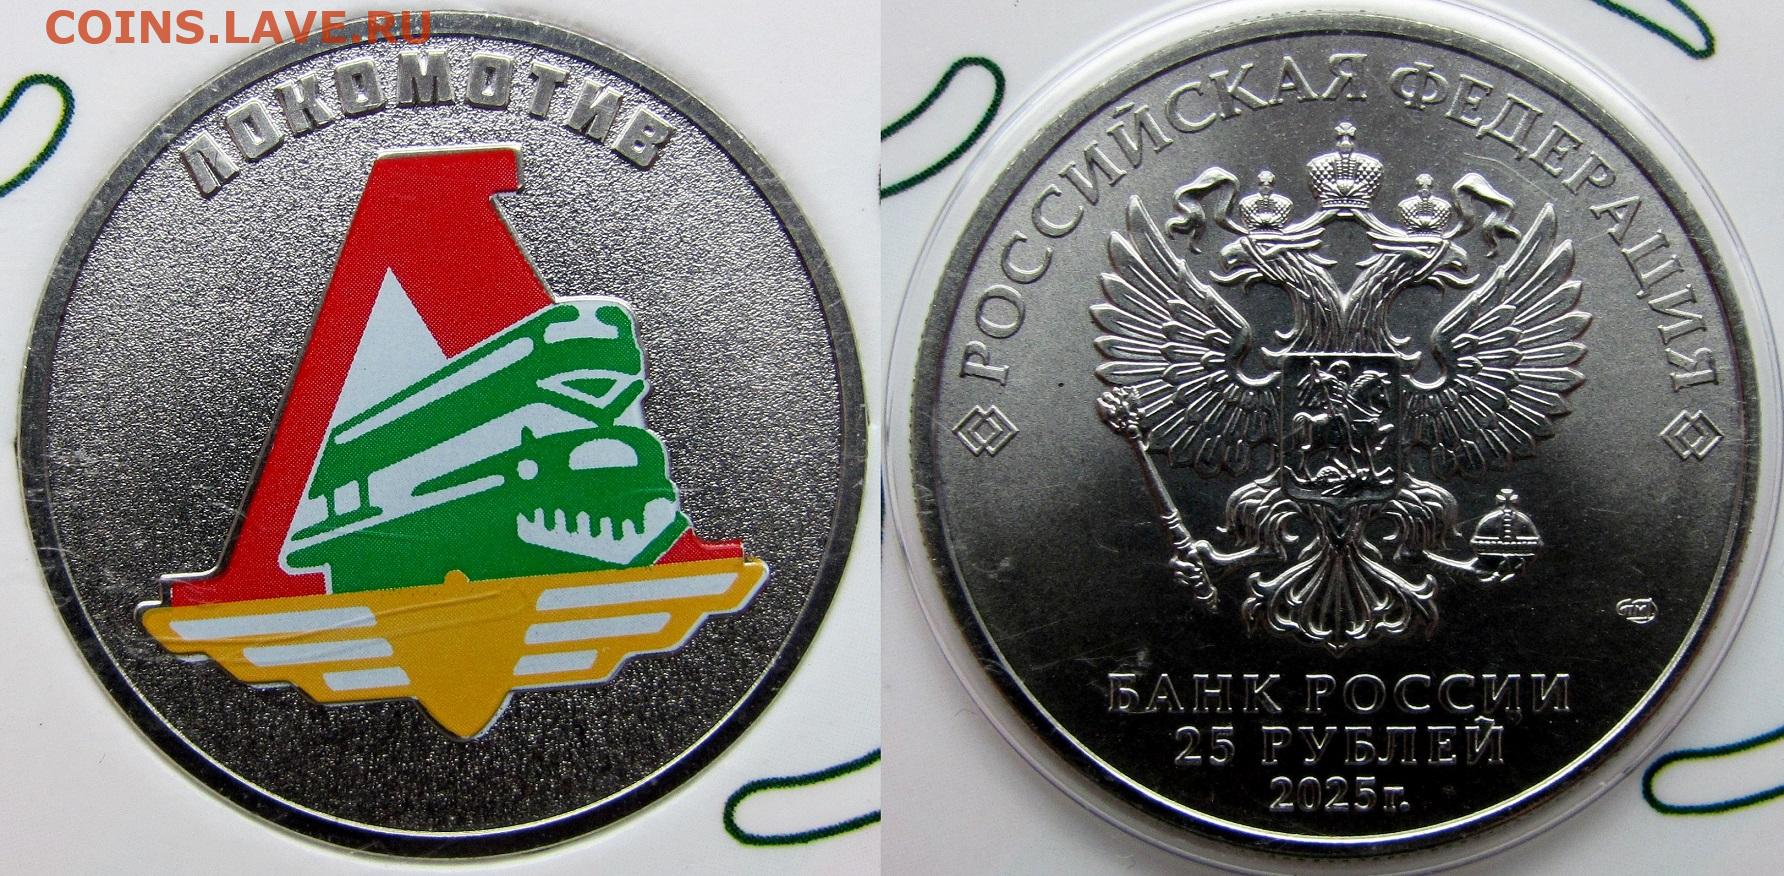 COINS.LAVE.RU
ЛОКОМОТИВ
РОССИЙСКАЯ ФЕДЕРАЦИЯ
БАНК РОССИИ
25 РУБЛЕЙ
2025 г.